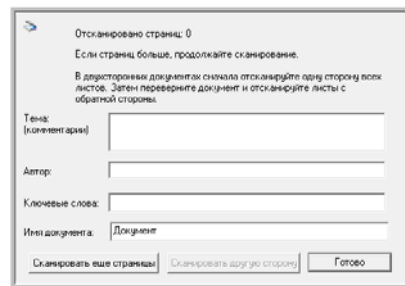 Отсканировано страниц: 0
Если страниц больше, продолжайте сканирование.
В двухсторонних документах сначала отсканируйте одну сторону всех
листов. Затем переверните документ и отсканируйте листы с
обратной стороны.
Тема:
(комментарии)
Автор:
Ключевые слова:
Имя документа: Документ
Сканировать еще страницы Сканировать другую сторону Готово